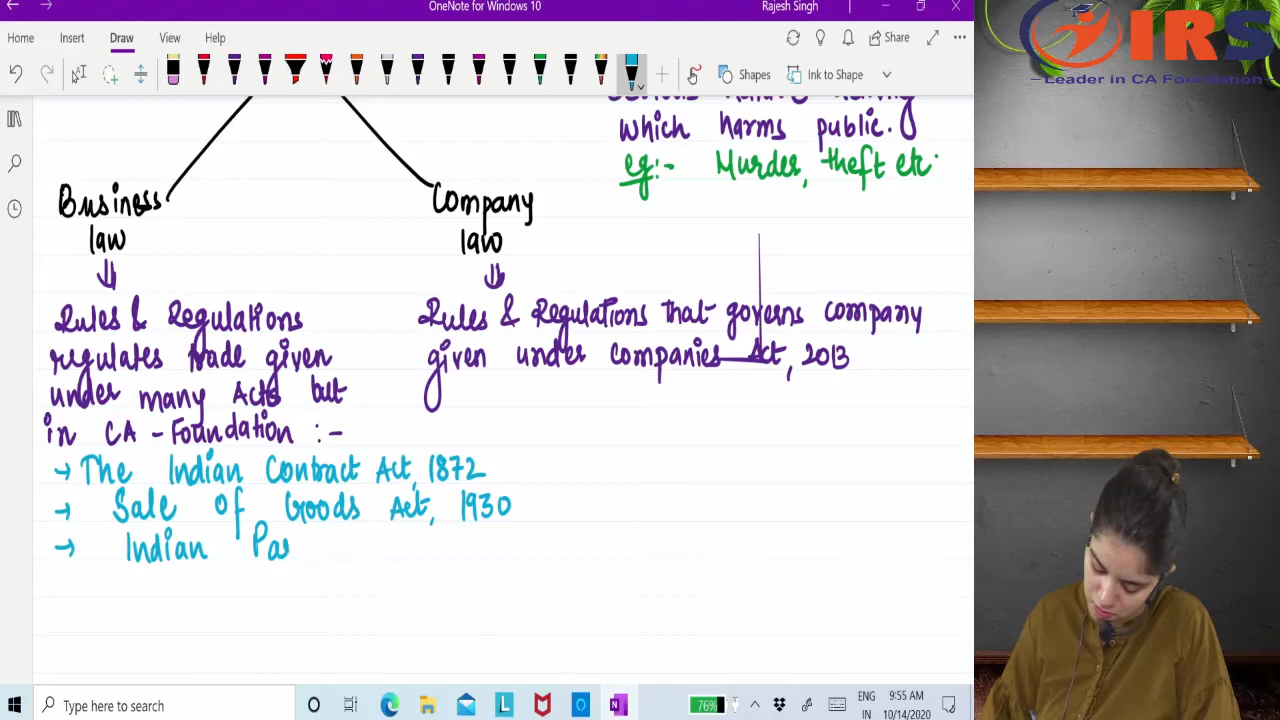 OneNote for Windows 10
Rajesh Singh
Home Insert Draw View Help
Share
Shapes
Ink to Shape
IRS
Leader in CA Foundation
which harms public.
eg:- Murder, theft etc.
Business
law
Rules & Regulations
regulates trade given
under many Acts but
in CA - Foundation :-
→ The Indian Contract Act, 1872
→ Sale of Goods Act, 1930
→ Indian Par
Company
law
Rules & Regulations that governs company
given under companies Act, 2013
Type here to search
76%
ENG
IN
9:55 AM
10/14/2020